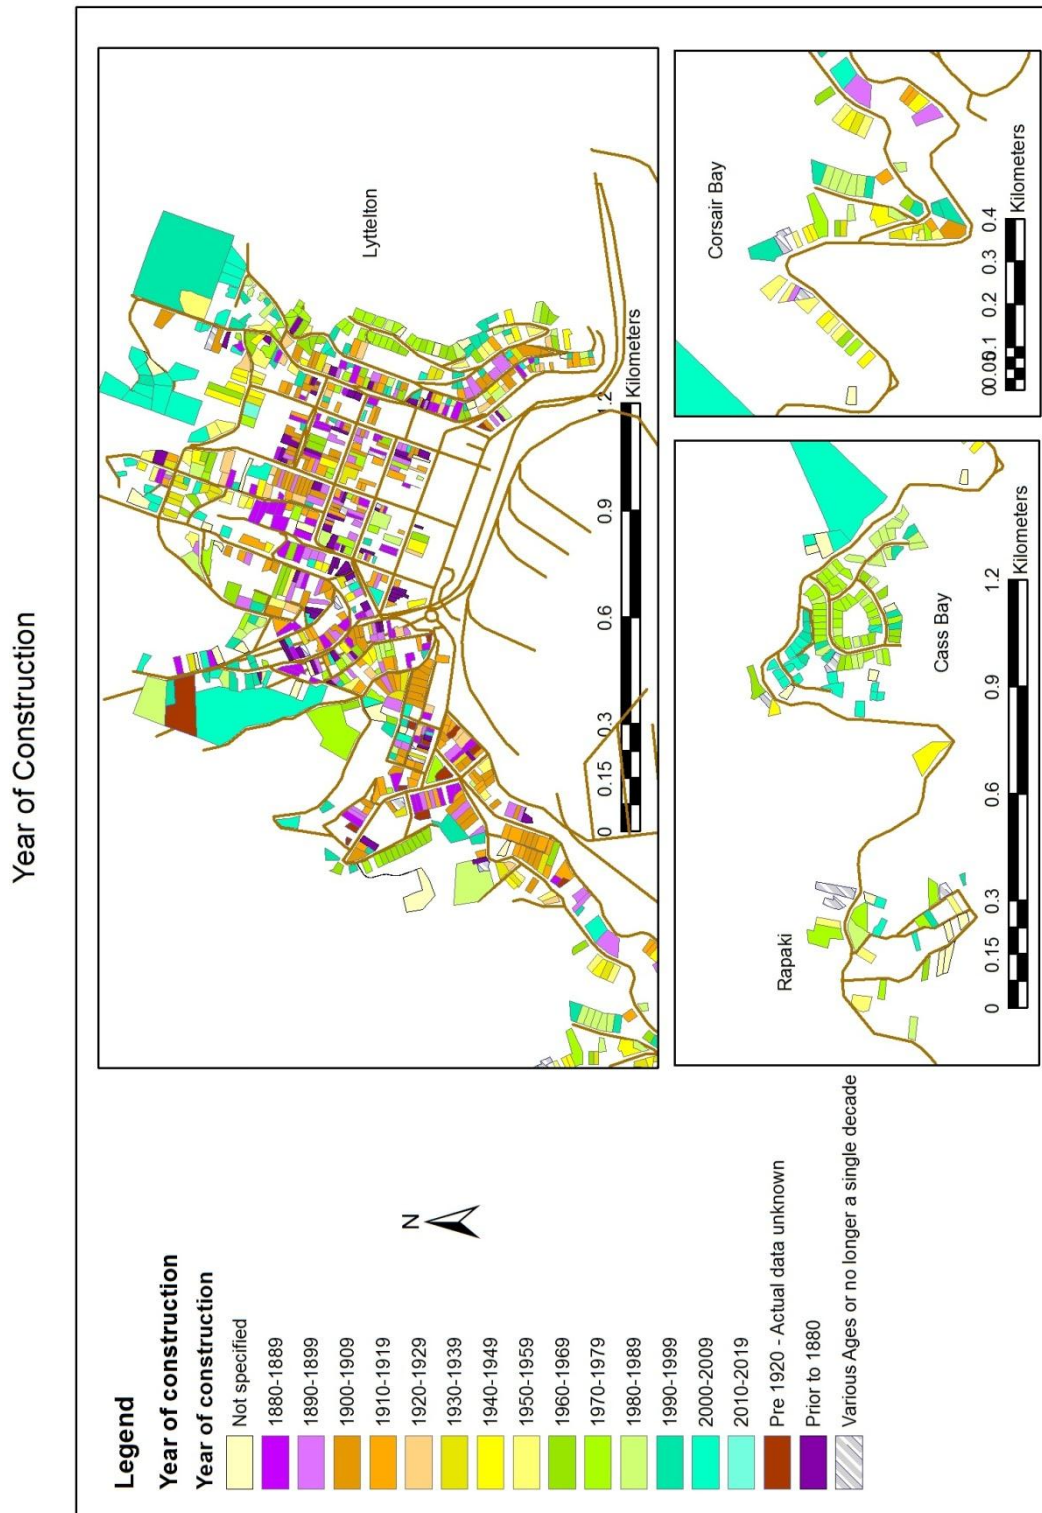 Year of Construction
Legend
Year of construction
Year of construction
Not specified
1880-1889
1890-1899
1900-1909
1910-1919
1920-1929
1930-1939
1940-1949
1950-1959
1960-1969
1970-1979
1980-1989
1990-1999
2000-2009
2010-2019
Pre 1920 - Actual data unknown
Prior to 1880
Various Ages or no longer a single decade
N
Lyttelton
0 0.15 0.3 0.6 0.9 1.2
Kilometers
Rapaki
Cass Bay
0 0.15 0.3 0.6 0.9 1.2
Kilometers
Corsair Bay
00.050.1 0.2 0.3 0.4
Kilometers